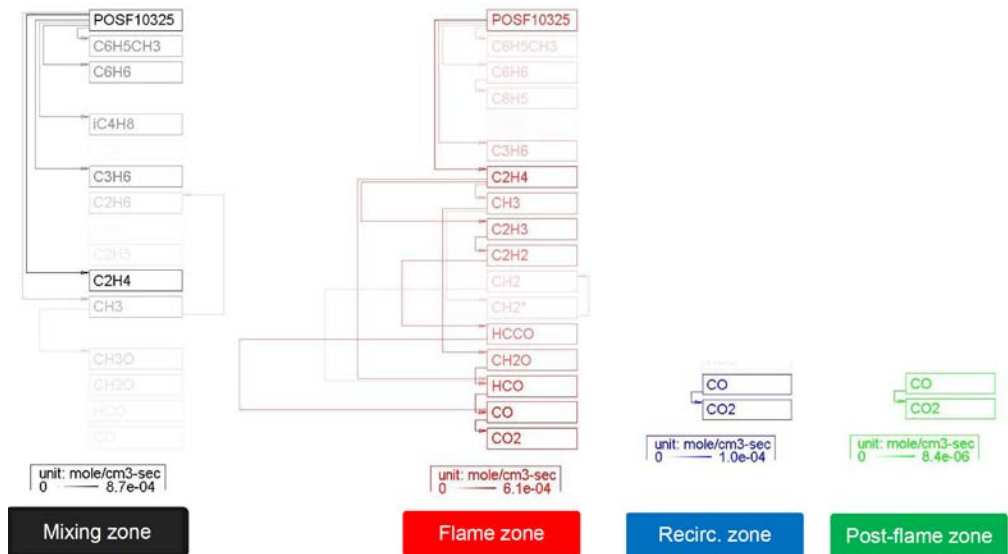 POSF10325
C6H5CH3
C6H6
iC4H8
C3H6
C2H6
C2H5
C2H4
CH3
CH3O
CH2O
HCO
CO
unit: mole/cm3-sec
0 8.7e-04
Mixing zone
POSF10325
C6H5CH3
C6H6
C6H5
C3H6
C2H4
CH3
C2H3
C2H2
CH2
CH2*
HCCO
CH2O
HCO
CO
CO2
unit: mole/cm3-sec
0 6.1e-04
Flame zone
CO
CO2
unit: mole/cm3-sec
0 1.0e-04
Recirc. zone
CO
CO2
unit: mole/cm3-sec
0 8.4e-06
Post-flame zone